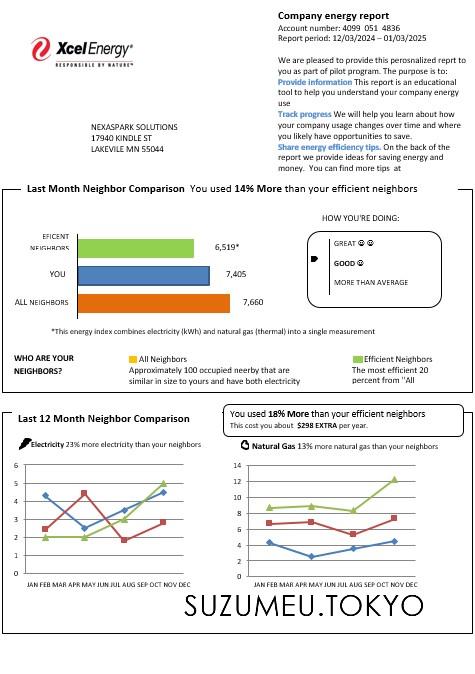 Company energy report
Account number: 4099 051 4836
Report period: 12/03/2024 – 01/03/2025
XcelEnergy®
RESPONSIBLE BY NATURE®
We are pleased to provide this perosnalized reprt to
you as part of pilot program. The purpose is to:
Provide information This report is an educational
tool to help you understand your company energy
use
Track progress We will help you learn about how
your company usage changes over time and where
you likely have opportunities to save.
Share energy efficiency tips. On the back of the
report we provide ideas for saving energy and
money. You can find more tips at
NEXASPARK SOLUTIONS
17940 KINDLE ST
LAKEVILE MN 55044
Last Month Neighbor Comparison You used 14% More than your efficient neighbors
HOW YOU'RE DOING:
EFICENT
NEIGHBORS
6,519*
YOU
7,405
ALL NEIGHBORS
7,660
GREAT ☺ ☺
GOOD ☺
MORE THAN AVERAGE
*This energy index combines electricity (kWh) and natural gas (thermal) into a single measurement
WHO ARE YOUR
NEIGHBORS?
All Neighbors
Approximately 100 occupied neerby that are
similar in size to yours and have both electricity
Efficient Neighbors
The most efficient 20
percent from "All
Last 12 Month Neighbor Comparison
You used 18% More than your efficient neighbors
This cost you about $298 EXTRA per year.
Electricity 23% more electricity than your neighbors
Natural Gas 13% more natural gas than your neighbors
6
5
4
3
2
1
0
JAN FEB MAR APR MAY JUN JUL AUG SEP OCT NOV DEC
14
12
10
8
6
4
2
0
JAN FEB MAR APR MAY JUN JUL AUG SEP OCT NOV DEC
SUZUMEU.TOKYO